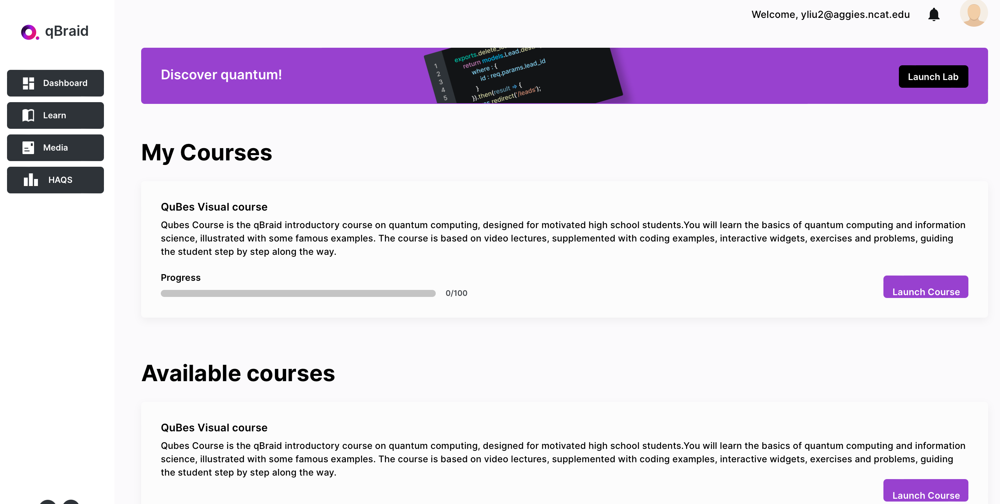 qBraid
Welcome, yliu2@aggies.ncat.edu
Dashboard
Learn
Media
HAQS
Discover quantum!
1
2
3
4
5
exports.delete_
return models.Lead.dest
where : {
id : req.params.lead_id
}
}).then(result => {
redirect('/leads');
Launch Lab
My Courses
QuBes Visual course
Qubes Course is the qBraid introductory course on quantum computing, designed for motivated high school students.You will learn the basics of quantum computing and information
science, illustrated with some famous examples. The course is based on video lectures, supplemented with coding examples, interactive widgets, exercises and problems, guiding
the student step by step along the way.
Progress
0/100
Launch Course
Available courses
QuBes Visual course
Qubes Course is the qBraid introductory course on quantum computing, designed for motivated high school students.You will learn the basics of quantum computing and information
science, illustrated with some famous examples. The course is based on video lectures, supplemented with coding examples, interactive widgets, exercises and problems, guiding
the student step by step along the way.
Launch Course